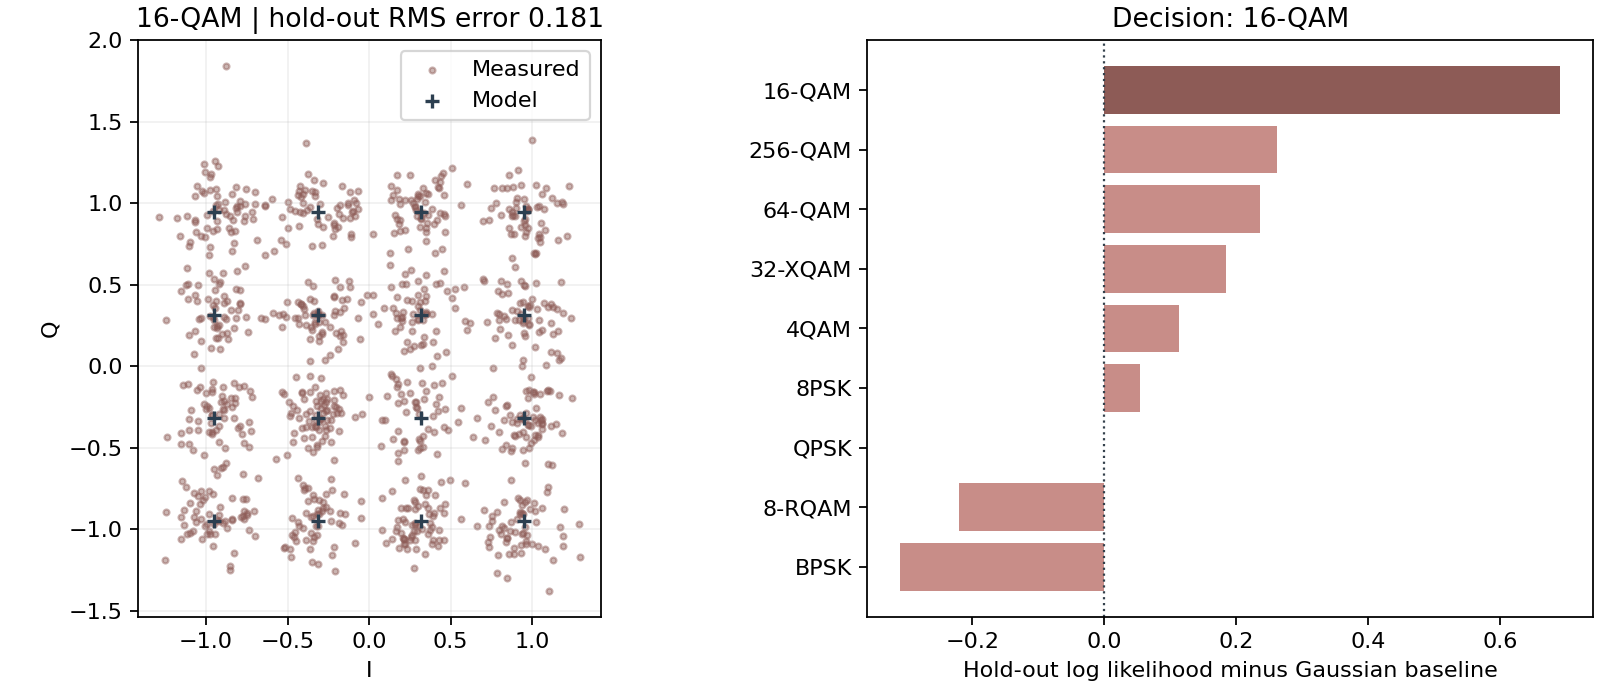 16-QAM | hold-out RMS error 0.181
2.0
1.5
1.0
0.5
0.0
−0.5
−1.0
−1.5
Q
Measured
Model
−1.0
−0.5
0.0
0.5
1.0
I
Decision: 16-QAM
16-QAM
256-QAM
64-QAM
32-XQAM
4QAM
8PSK
QPSK
8-RQAM
BPSK
−0.2
0.0
0.2
0.4
0.6
Hold-out log likelihood minus Gaussian baseline